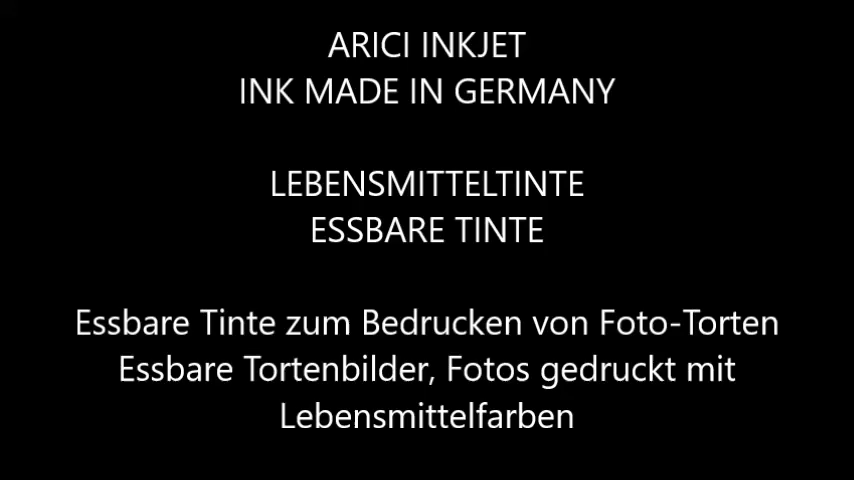 ARICI INKJET
INK MADE IN GERMANY
LEBENSMITTELTINTE
ESSBARE TINTE
Essbare Tinte zum Bedrucken von Foto-Torten
Essbare Tortenbilder, Fotos gedruckt mit
Lebensmittelfarben